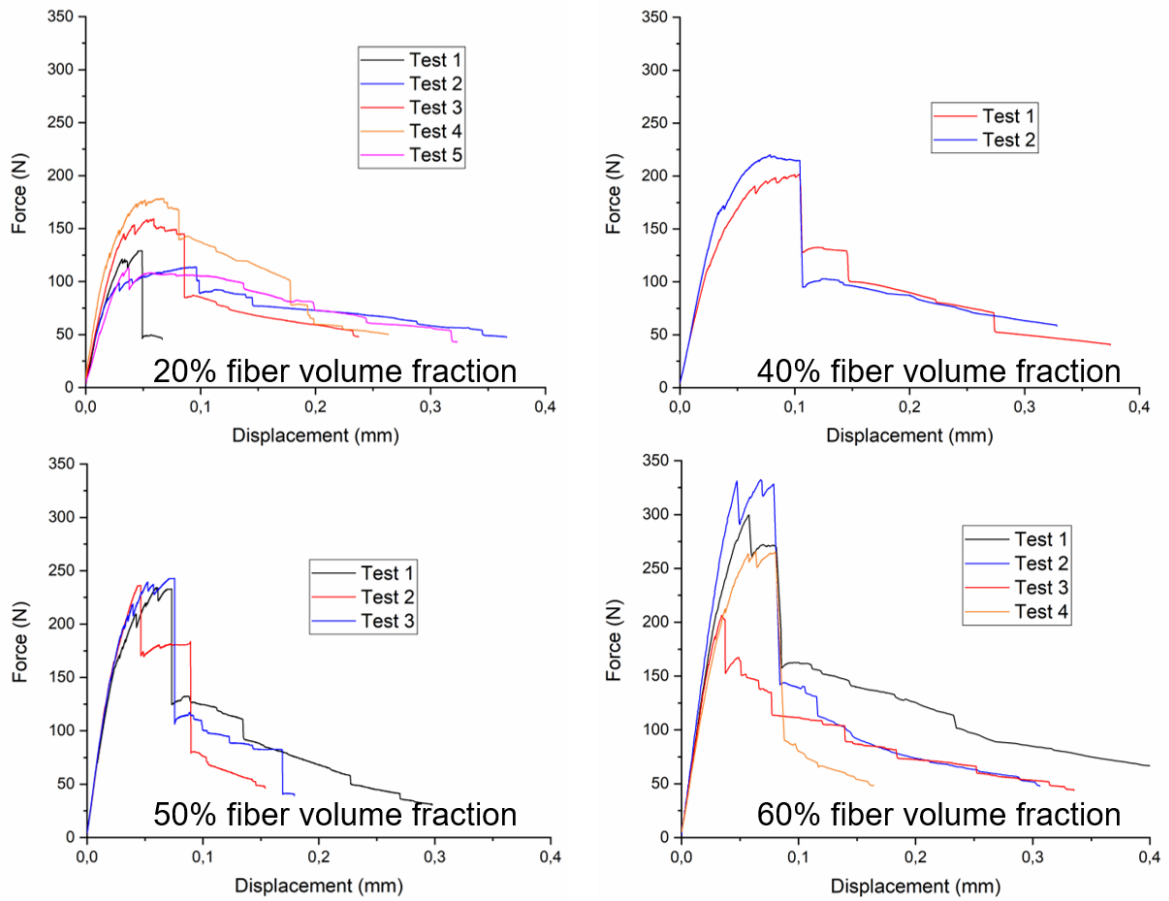 350
300
250
200
150
100
50
0
Force (N)
Test 1
Test 2
Test 3
Test 4
Test 5
20% fiber volume fraction
0,0 0,1 0,2 0,3 0,4
Displacement (mm)
350
300
250
200
150
100
50
0
Force (N)
Test 1
Test 2
40% fiber volume fraction
0,0 0,1 0,2 0,3 0,4
Displacement (mm)
350
300
250
200
150
100
50
0
Force (N)
Test 1
Test 2
Test 3
50% fiber volume fraction
0,0 0,1 0,2 0,3 0,4
Displacement (mm)
350
300
250
200
150
100
50
0
Force (N)
Test 1
Test 2
Test 3
Test 4
60% fiber volume fraction
0,0 0,1 0,2 0,3 0,4
Displacement (mm)